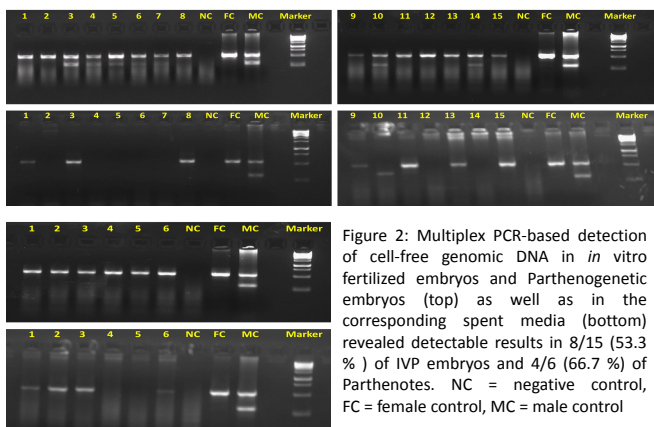 1 2 3 4 5 6 7 8 NC FC MC Marker
9 10 11 12 13 14 15 NC FC MC Marker
1 2 3 4 5 6 7 8 NC FC MC Marker
9 10 11 12 13 14 15 NC FC MC Marker
1 2 3 4 5 6 NC FC MC Marker
1 2 3 4 5 6 NC FC MC Marker
Figure 2: Multiplex PCR-based detection
of cell-free genomic DNA in in vitro
fertilized embryos and Parthenogenetic
embryos (top) as well as in the
corresponding spent media (bottom)
revealed detectable results in 8/15 (53.3
% ) of IVP embryos and 4/6 (66.7 %) of
Parthenotes. NC = negative control,
FC = female control, MC = male control